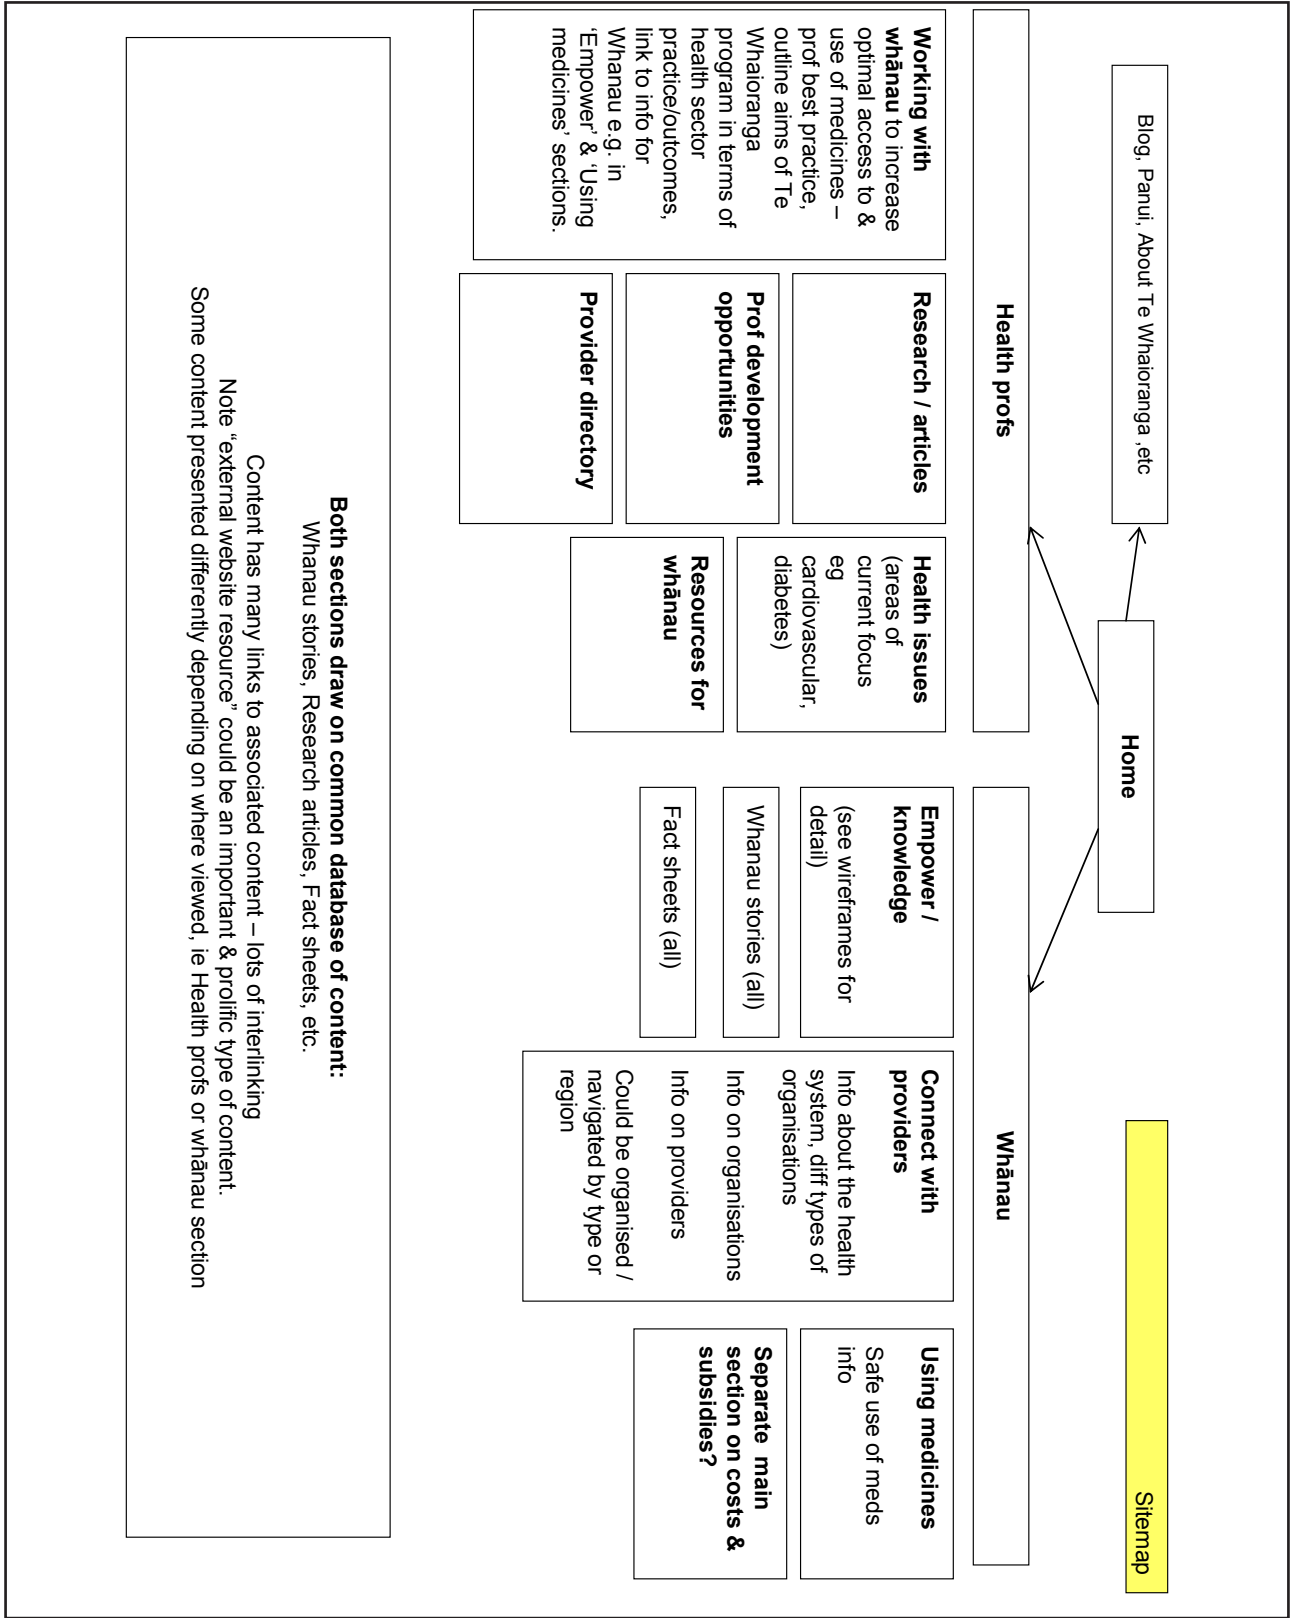 Sitemap
Blog, Panui, About Te Whaioranga ,etc
Home
Health profs
Whānau
Working with
whānau to increase
optimal access to &
use of medicines –
prof best practice,
outline aims of Te
Whaioranga
program in terms of
health sector
practice/outcomes,
link to info for
Whanau e.g. in
‘Empower’ & ‘Using
medicines’ sections.
Research / articles
Prof development
opportunities
Provider directory
Health issues
(areas of
current focus
eg
cardiovascular,
diabetes)
Resources for
whānau
Empower /
knowledge
(see wireframes for
detail)
Whanau stories (all)
Fact sheets (all)
Connect with
providers
Info about the health
system, diff types of
organisations
Info on organisations
Info on providers
Could be organised /
navigated by type or
region
Using medicines
Safe use of meds
info
Separate main
section on costs &
subsidies?
Both sections draw on common database of content:
Whanau stories, Research articles, Fact sheets, etc.
Content has many links to associated content – lots of interlinking
Note “external website resource” could be an important & prolific type of content.
Some content presented differently depending on where viewed, ie Health profs or whānau section